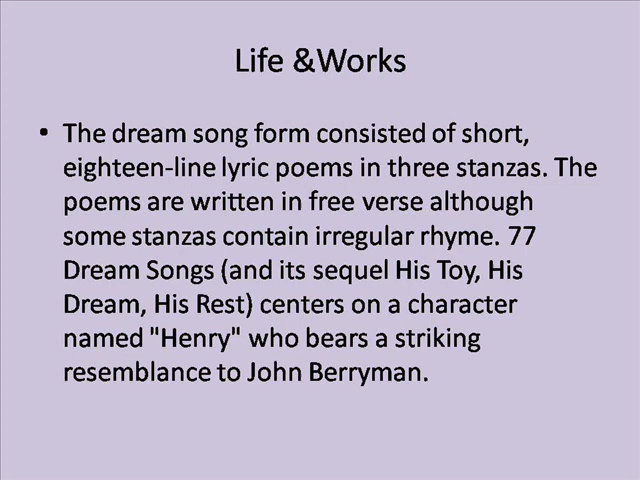 Life &Works
• The dream song form consisted of short,
eighteen-line lyric poems in three stanzas. The
poems are written in free verse although
some stanzas contain irregular rhyme. 77
Dream Songs (and its sequel His Toy, His
Dream, His Rest) centers on a character
named "Henry" who bears a striking
resemblance to John Berryman.